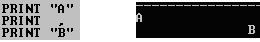 PRINT "A"
PRINT  ,
PRINT "B"
A
B